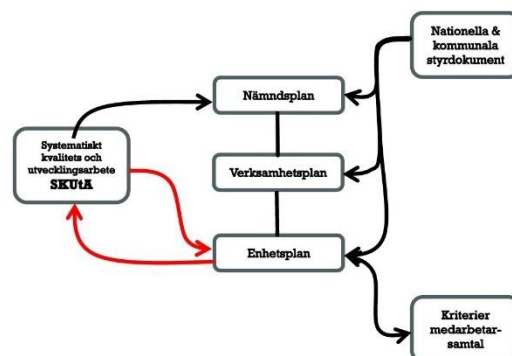 Nationella &
kommunala
styrdokument
Nämndsplan
Systematiskt
kvalitets och
utvecklingsarbete
SKUtA
Verksamhetsplan
Enhetsplan
Kriterier
medarbetar-
samtal